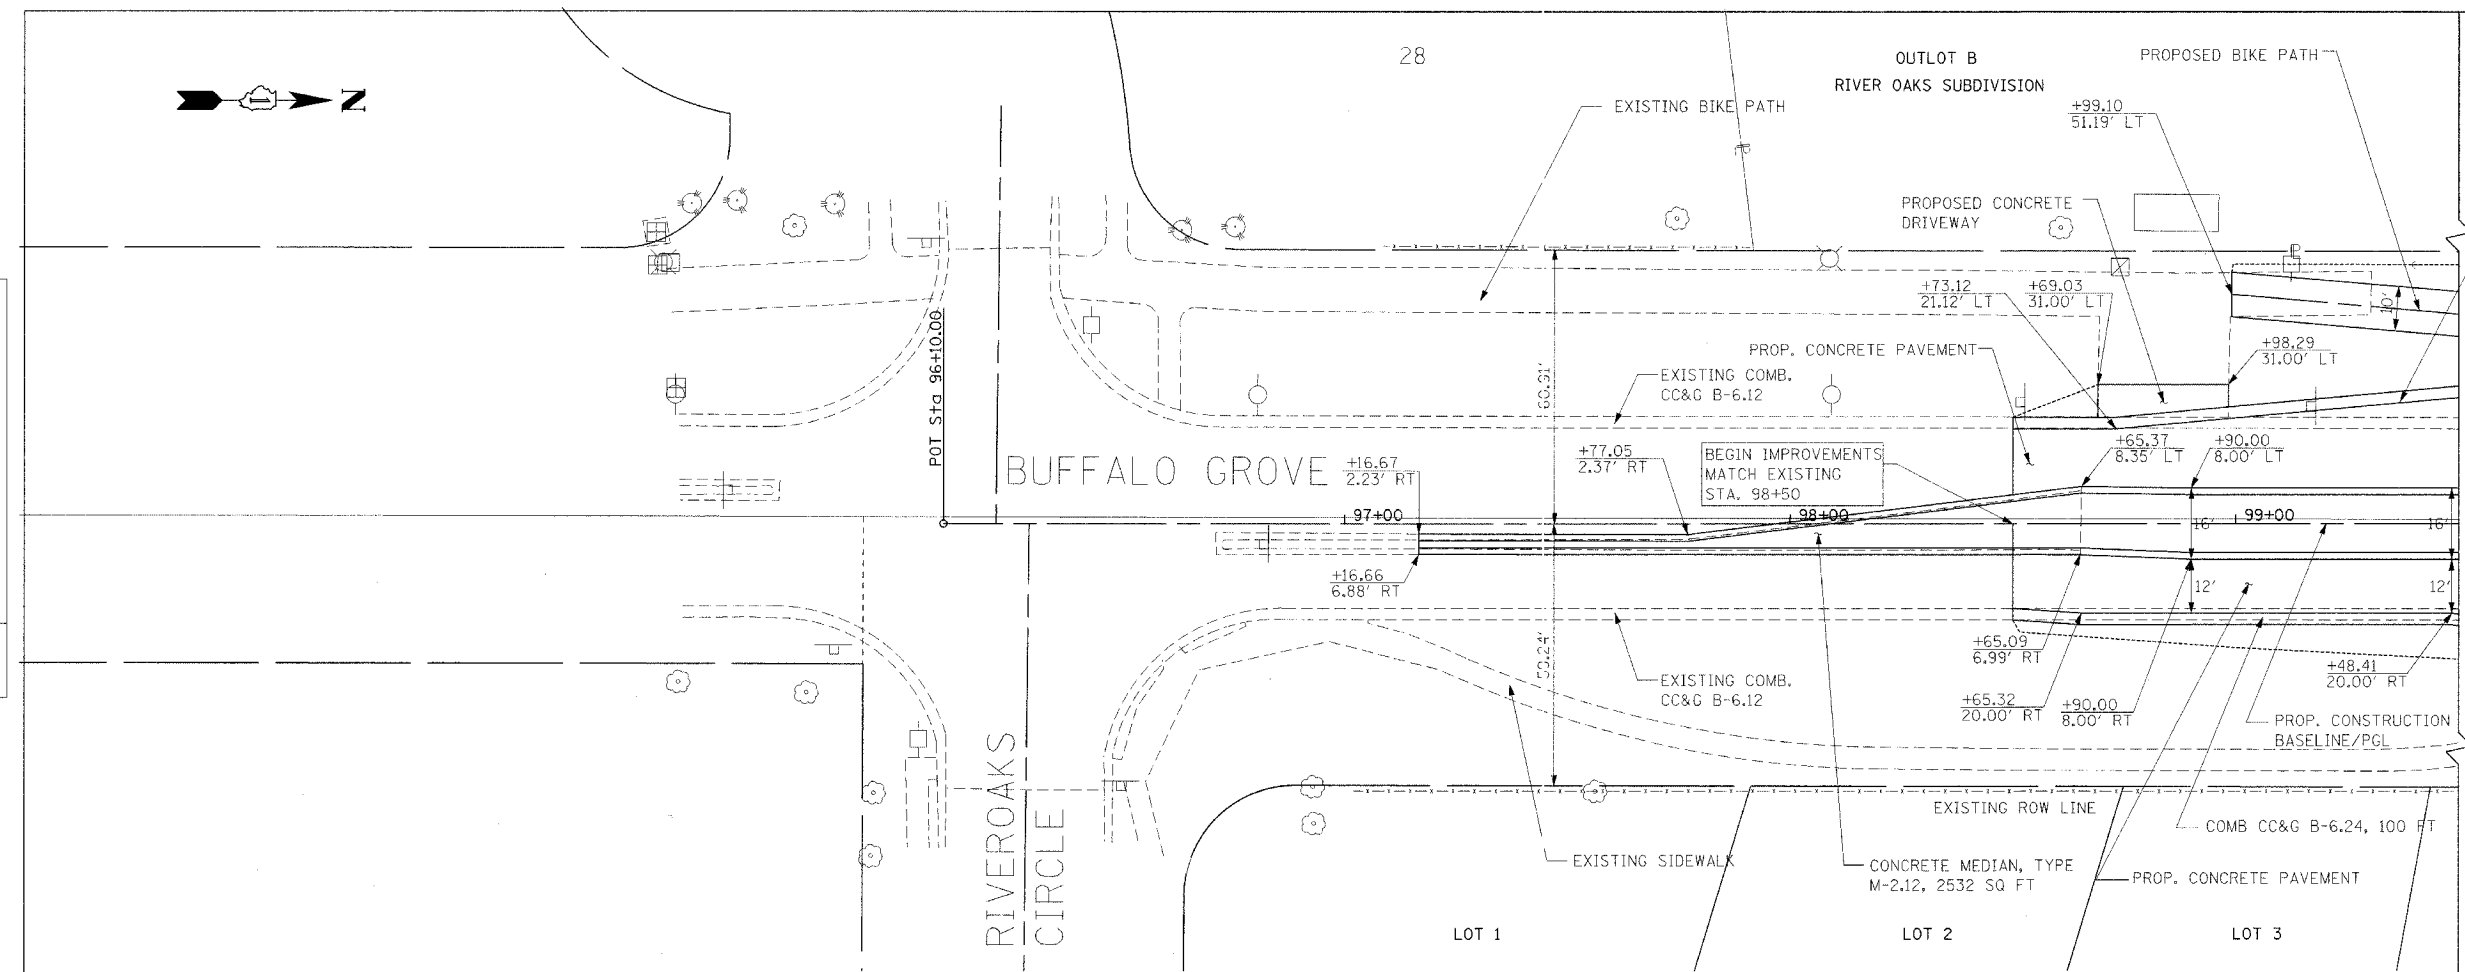 28
OUTLOT B
RIVER OAKS SUBDIVISION
PROPOSED BIKE PATH
N
EXISTING BIKE PATH
+99.10
51.19' LT
PROPOSED CONCRETE
DRIVEWAY
+73.12
21.12' LT
+69.03
31.00' LT
10'
POT Sta 96+10.00
PROP. CONCRETE PAVEMENT
+98.29
31.00' LT
EXISTING COMB.
CC&G B-6.12
+65.37
8.35' LT
+90.00
8.00' LT
BUFFALO GROVE
+16.67
2.23' RT
+77.05
2.37' RT
BEGIN IMPROVEMENTS
MATCH EXISTING
STA. 98+50
97+00
98+00
99+00
16'
16'
+16.66
6.88' RT
12'
12'
+65.09
6.99' RT
+48.41
20.00' RT
EXISTING COMB.
CC&G B-6.12
+65.32
20.00' RT
+90.00
8.00' RT
PROP. CONSTRUCTION
BASELINE/PGL
RIVEROAKS
CIRCLE
EXISTING ROW LINE
COMB CC&G B-6.24, 100 FT
EXISTING SIDEWALK
CONCRETE MEDIAN, TYPE
M-2.12, 2532 SQ FT
PROP. CONCRETE PAVEMENT
LOT 1
LOT 2
LOT 3